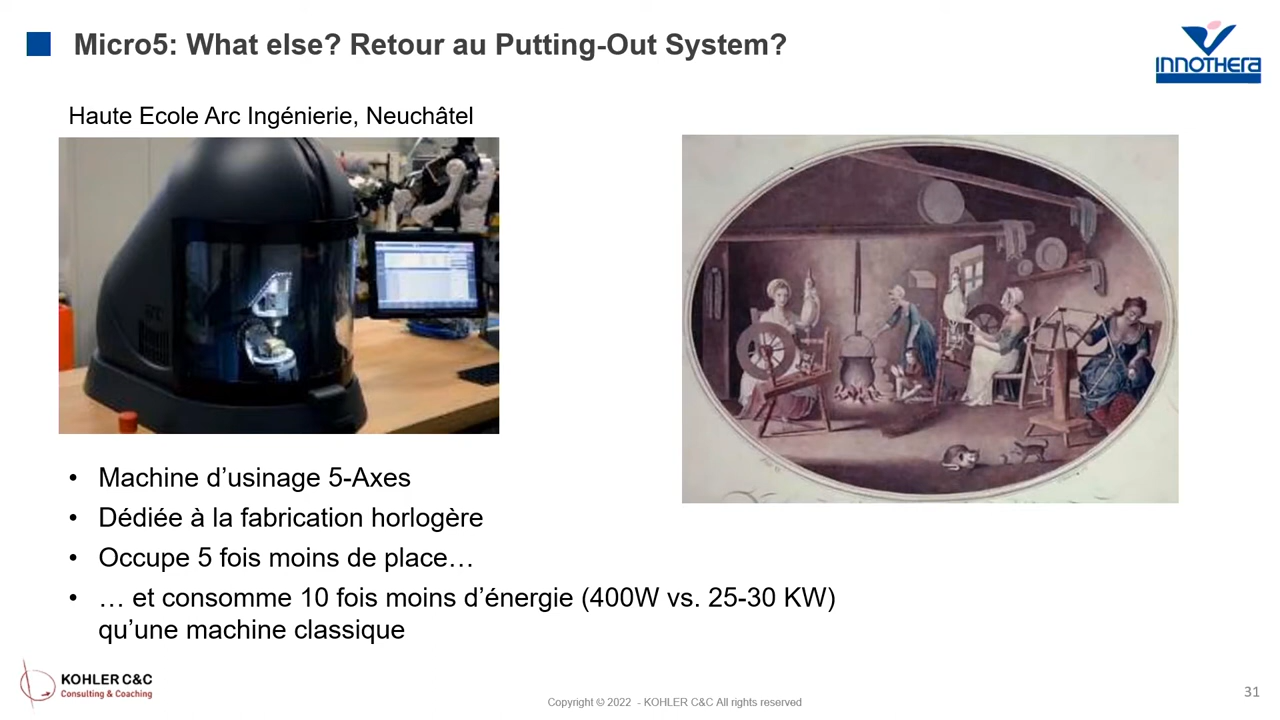 Micro5: What else? Retour au Putting-Out System?
INNOTHERA
Haute Ecole Arc Ingénierie, Neuchâtel
• Machine d’usinage 5-Axes
• Dédiée à la fabrication horlogère
• Occupe 5 fois moins de place…
• … et consomme 10 fois moins d’énergie (400W vs. 25-30 KW)
qu’une machine classique
KOHLER C&C
Consulting & Coaching
Copyright © 2022 - KOHLER C&C All rights reserved
31